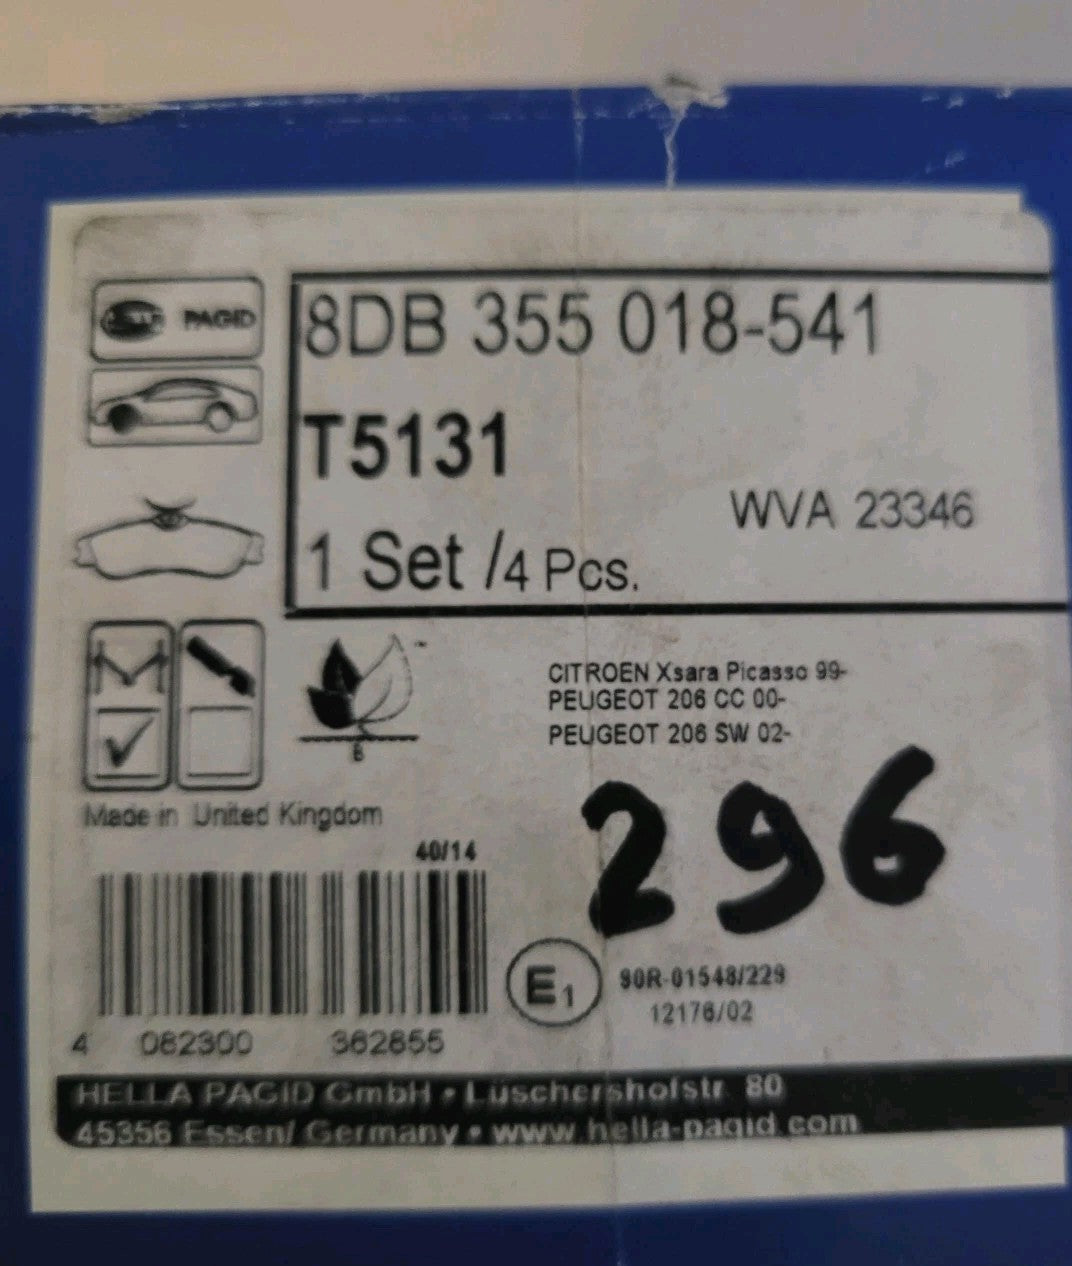 PAGID
8DB 355 018-541
T5131
WVA 23346
1 Set /4 Pcs.
CITROEN Xsara Picasso 99-
PEUGEOT 206 CC 00-
PEUGEOT 206 SW 02-
B
Made in United Kingdom
296
40/14
E1
90R-01548/229
12176/02
4 082300 362855
HELLA PAGID GmbH • Lüschershofstr. 80
45356 Essen/ Germany • www.hella-pagid.com